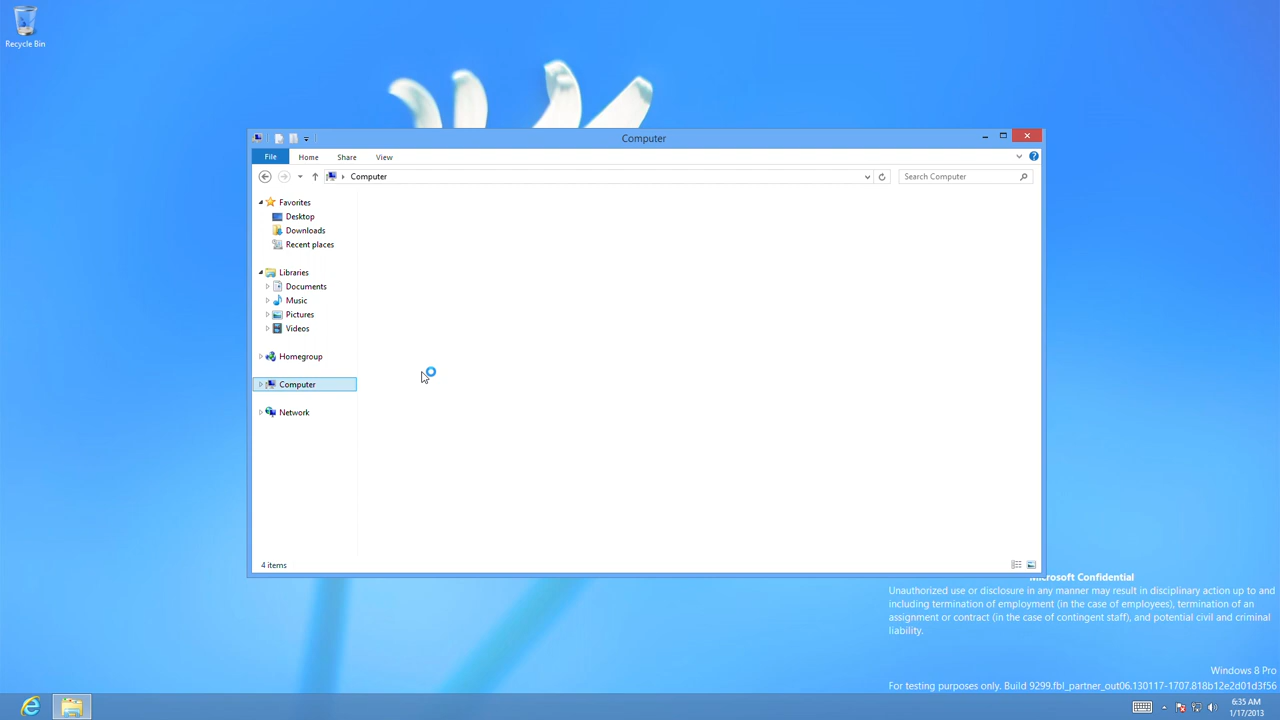 Recycle Bin
Computer
File Home Share View
Computer
Search Computer
Favorites
Desktop
Downloads
Recent places
Libraries
Documents
Music
Pictures
Videos
Homegroup
Computer
Network
4 items
Microsoft Confidential
Unauthorized use or disclosure in any manner may result in disciplinary action up to and
including termination of employment (in the case of employees), termination of an
assignment or contract (in the case of contingent staff), and potential civil and criminal
liability.
Windows 8 Pro
For testing purposes only. Build 9299.fbl_partner_out06.130117-1707.818b12e2d01d3f56
6:35 AM
1/17/2013